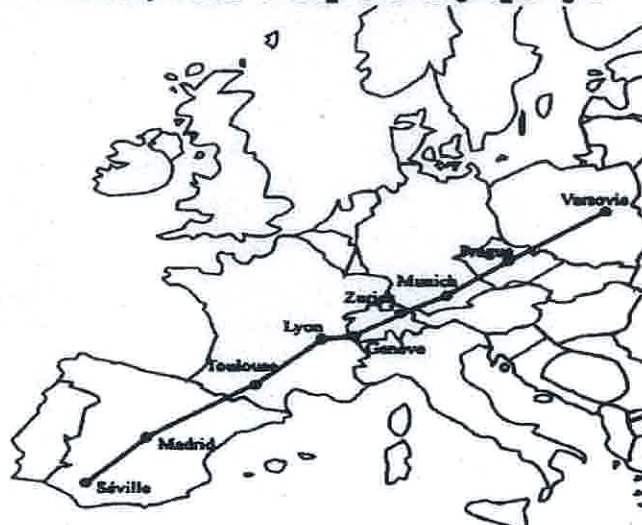 Varsovie
Prague
Munich
Zurich
Lyon
Genève
Toulouse
Madrid
Séville